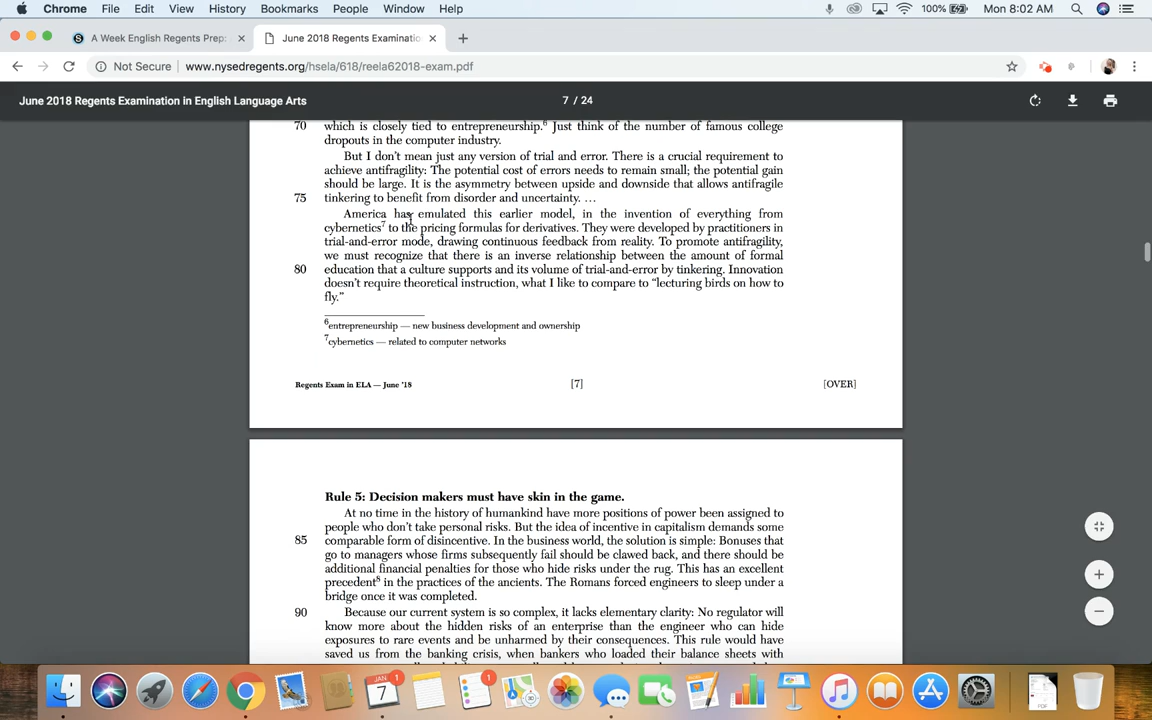 Chrome File Edit View History Bookmarks People Window Help 100% Mon 8:02 AM
A Week English Regents Prep: June 2018 Regents Examinatio
Not Secure www.nysedregents.org/hsela/618/reela62018-exam.pdf
June 2018 Regents Examination in English Language Arts 7 / 24
70 which is closely tied to entrepreneurship.6 Just think of the number of famous college
dropouts in the computer industry.
But I don't mean just any version of trial and error. There is a crucial requirement to
achieve antifragility: The potential cost of errors needs to remain small; the potential gain
should be large. It is the asymmetry between upside and downside that allows antifragile
75 tinkering to benefit from disorder and uncertainty. …
America has emulated this earlier model, in the invention of everything from
cybernetics7 to the pricing formulas for derivatives. They were developed by practitioners in
trial-and-error mode, drawing continuous feedback from reality. To promote antifragility,
we must recognize that there is an inverse relationship between the amount of formal
80 education that a culture supports and its volume of trial-and-error by tinkering. Innovation
doesn't require theoretical instruction, what I like to compare to "lecturing birds on how to
fly."
6entrepreneurship — new business development and ownership
7cybernetics — related to computer networks
Regents Exam in ELA — June '18 [7] [OVER]
Rule 5: Decision makers must have skin in the game.
At no time in the history of humankind have more positions of power been assigned to
people who don't take personal risks. But the idea of incentive in capitalism demands some
85 comparable form of disincentive. In the business world, the solution is simple: Bonuses that
go to managers whose firms subsequently fail should be clawed back, and there should be
additional financial penalties for those who hide risks under the rug. This has an excellent
precedent8 in the practices of the ancients. The Romans forced engineers to sleep under a
bridge once it was completed.
90 Because our current system is so complex, it lacks elementary clarity: No regulator will
know more about the hidden risks of an enterprise than the engineer who can hide
exposures to rare events and be unharmed by their consequences. This rule would have
saved us from the banking crisis, when bankers who loaded their balance sheets with
JAN 7 1 1
PDF